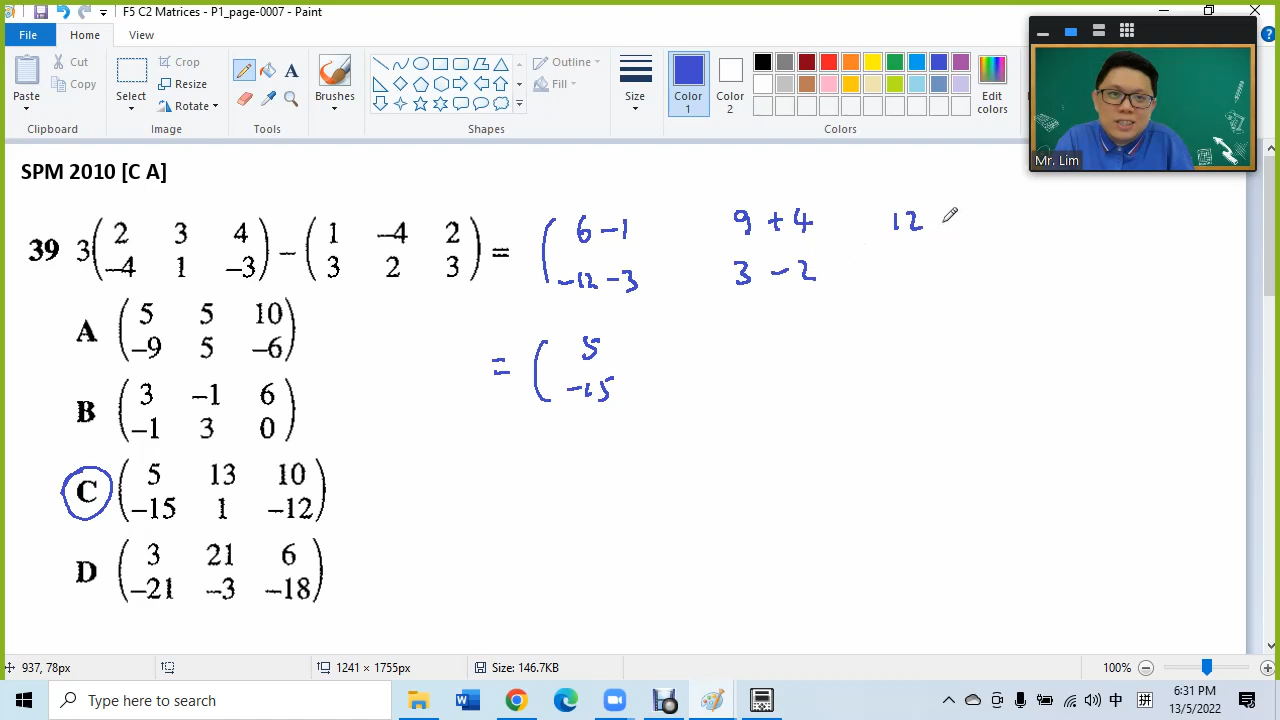 F5 C2 Matrices - P1_page-0007 - Paint
File Home View
Paste Cut Copy Clipboard
Select Crop Resize Rotate Image
Tools
Brushes
Outline Fill Shapes
Size
Color 1 Color 2 Edit colors Colors
Mr. Lim
SPM 2010 [C A]
39 3(2 3 4 –4 1 –3) – (1 –4 2 3 2 3) = (6 – 1 9 + 4 12
–12 – 3 3 – 2
= (5
–15
A (5 5 10
–9 5 –6)
B (3 –1 6
–1 3 0)
C (5 13 10
–15 1 –12)
D (3 21 6
–21 –3 –18)
937, 78px 1241 × 1755px Size: 146.7KB 100%
Type here to search
中 拼 6:31 PM
13/5/2022